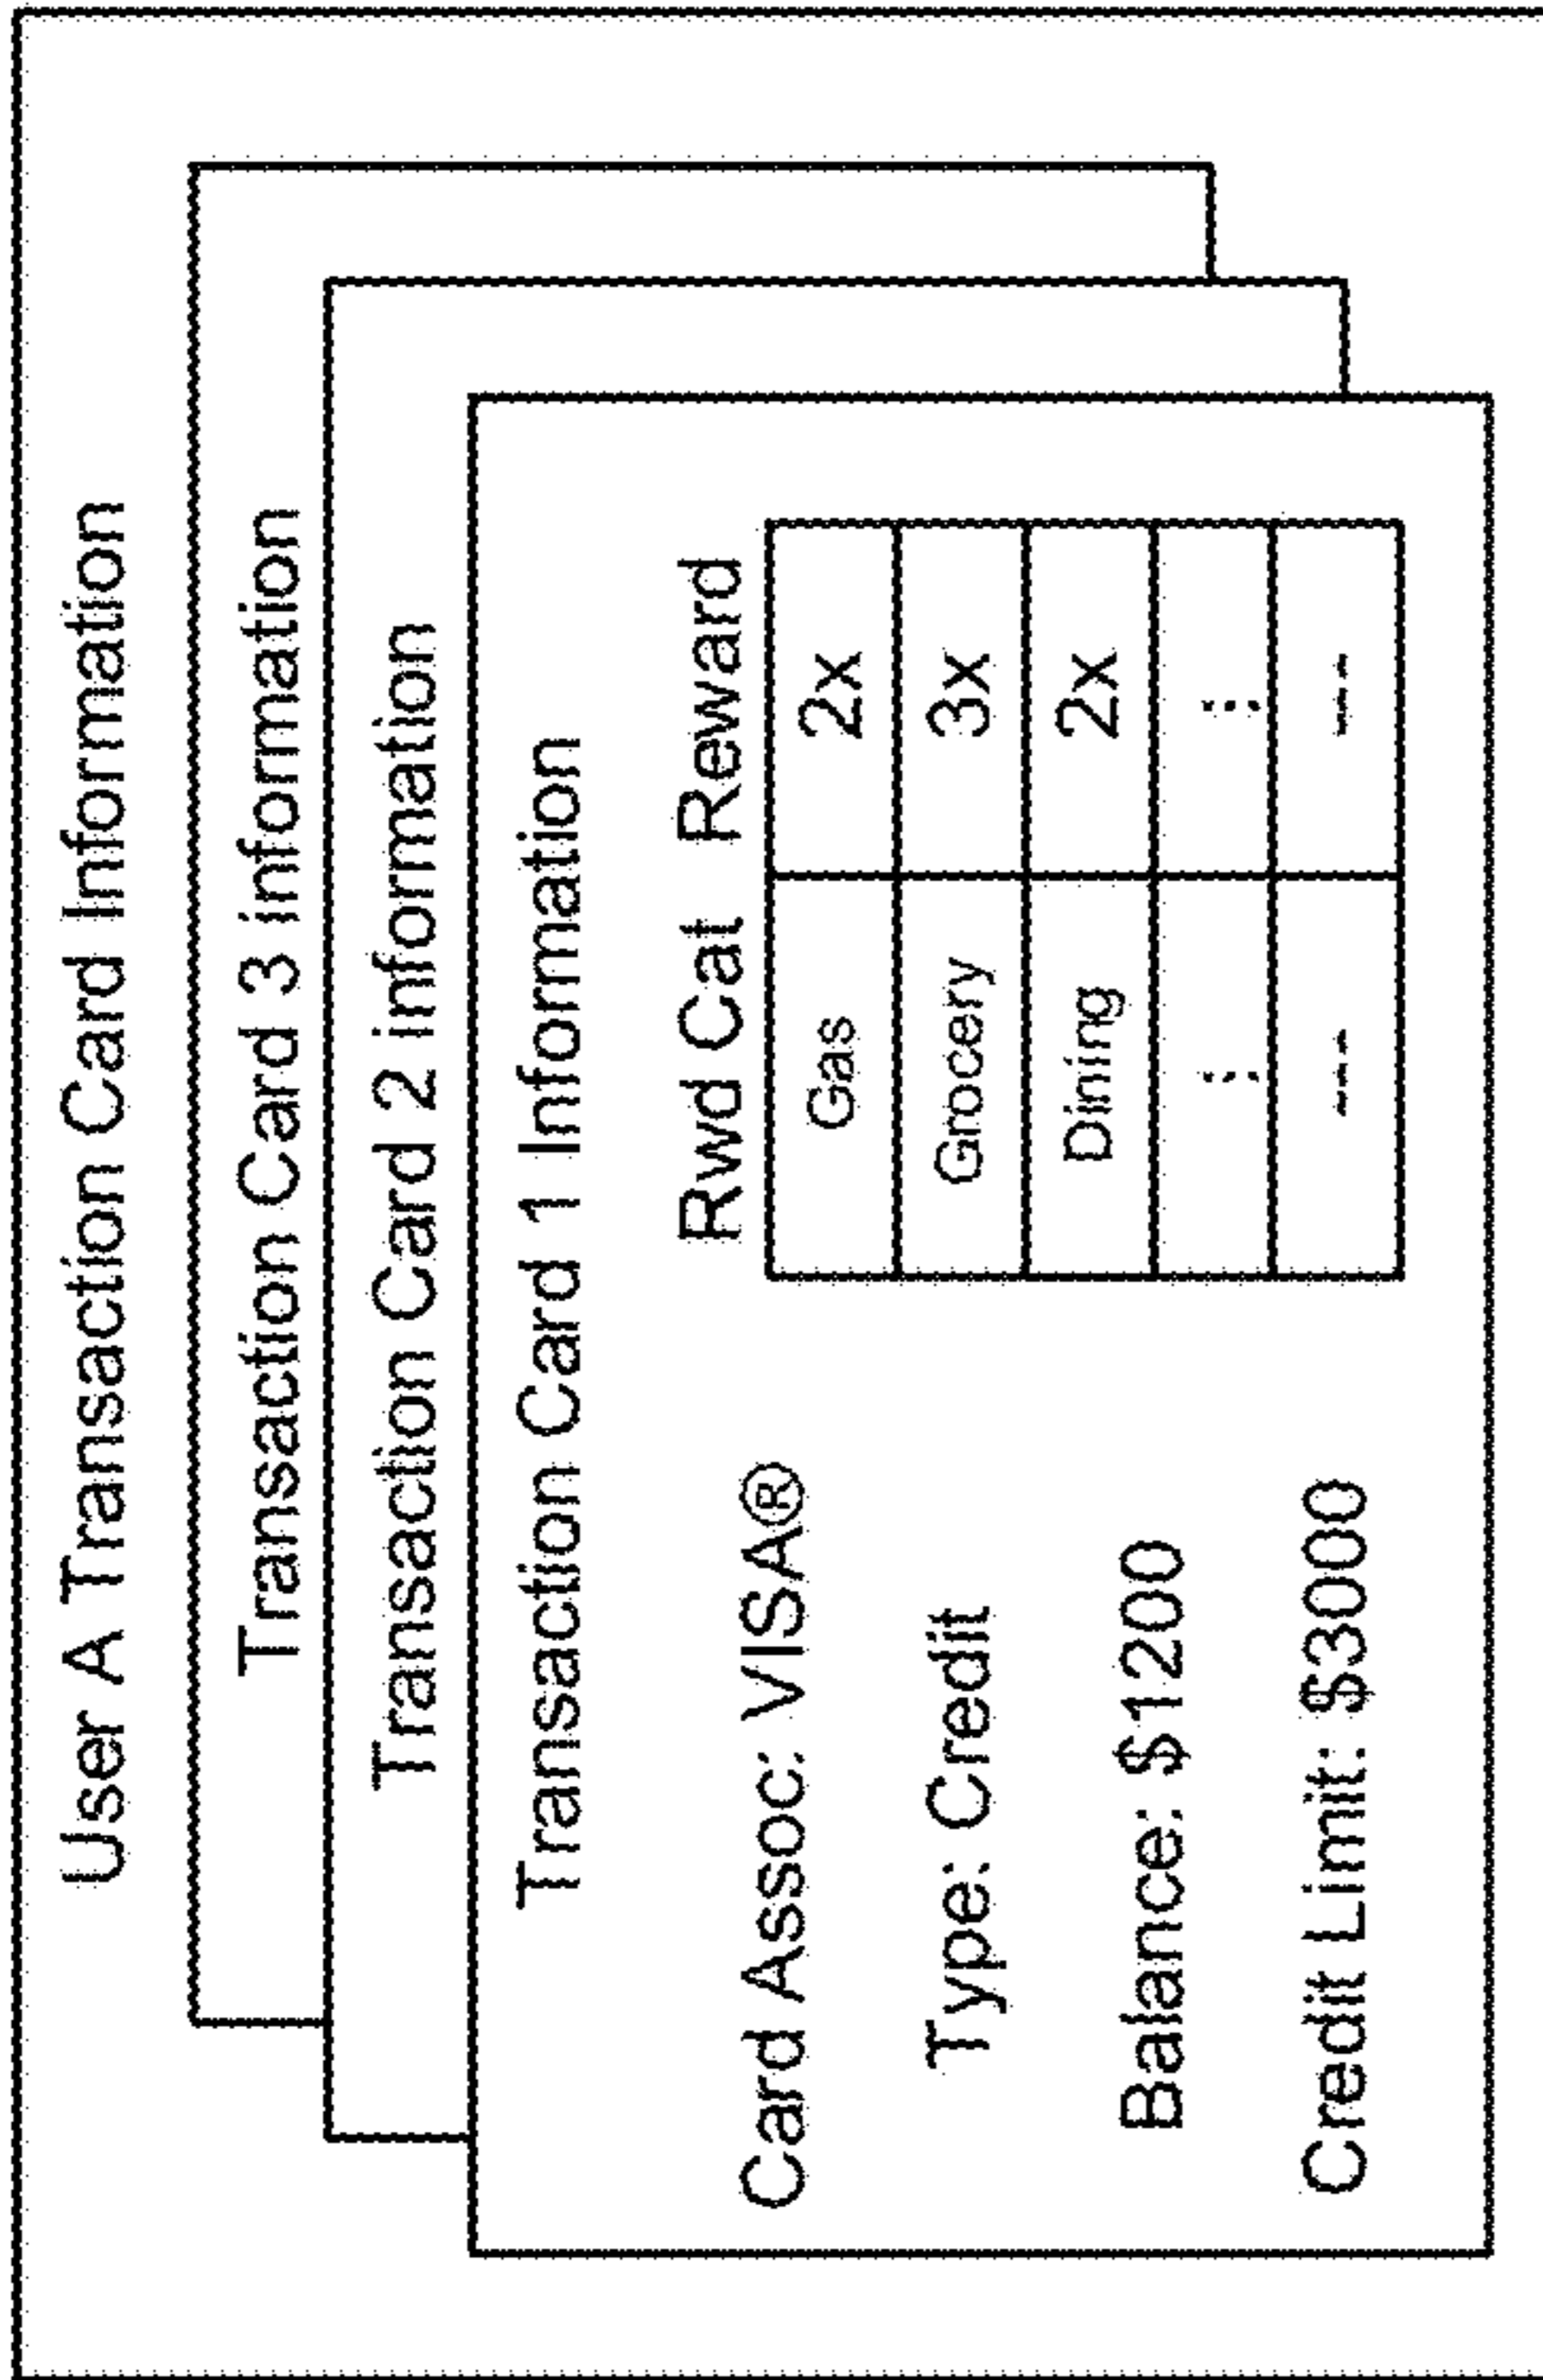 User A Transaction Card Information
Transaction Card 3 information
Transaction Card 2 information
Transaction Card 1 Information
Card Assoc: VISA®
Type: Credit
Balance: $1200
Credit Limit: $3000
Rwd Cat Reward
Gas 2x
Grocery 3x
Dining 2x
: :
--- ---